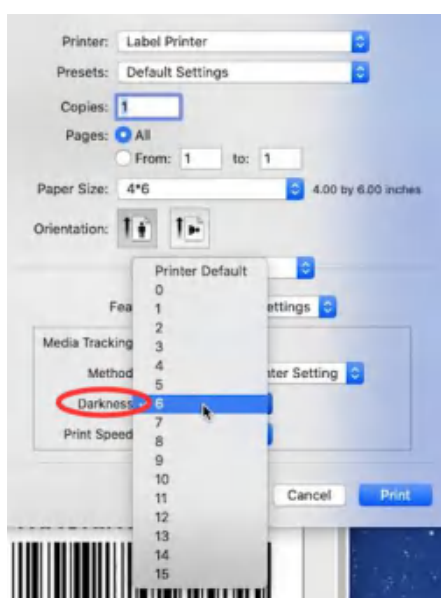 Printer: Label Printer
Presets: Default Settings
Copies: 1
Pages: All
From: 1 to: 1
Paper Size: 4*6 4.00 by 6.00 inches
Orientation:
Printer Default
0
Fea 1 ettings
2
Media Tracking 3
4
Method nter Setting
5
Darkness 6
7
Print Speed 8
9
10
11 Cancel Print
12
13
14
15